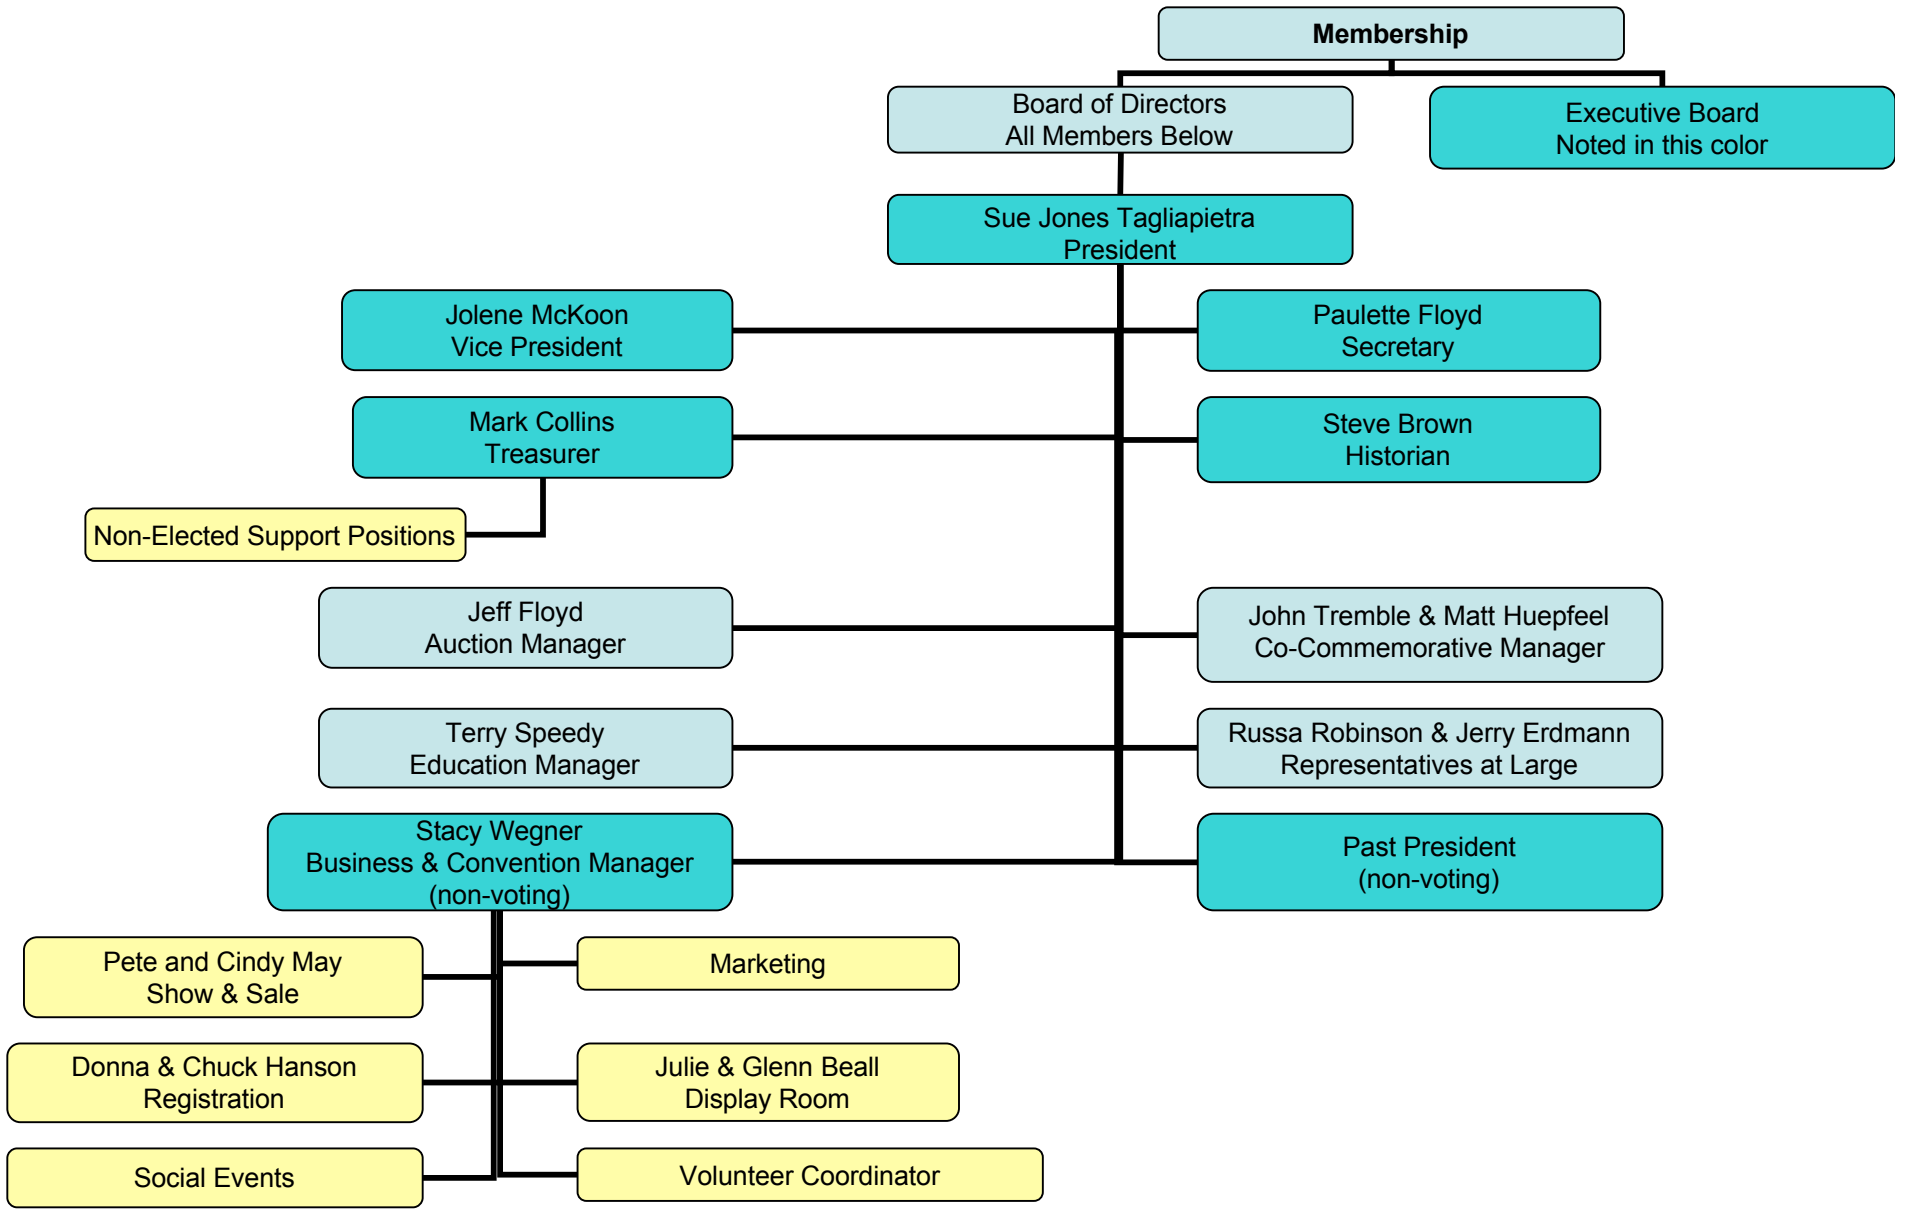 Membership
Board of Directors
All Members Below
Executive Board
Noted in this color
Sue Jones Tagliapietra
President
Jolene McKoon
Vice President
Paulette Floyd
Secretary
Mark Collins
Treasurer
Steve Brown
Historian
Non-Elected Support Positions
Jeff Floyd
Auction Manager
John Tremble & Matt Huepfeel
Co-Commemorative Manager
Terry Speedy
Education Manager
Russa Robinson & Jerry Erdmann
Representatives at Large
Stacy Wegner
Business & Convention Manager
(non-voting)
Past President
(non-voting)
Pete and Cindy May
Show & Sale
Marketing
Donna & Chuck Hanson
Registration
Julie & Glenn Beall
Display Room
Social Events
Volunteer Coordinator